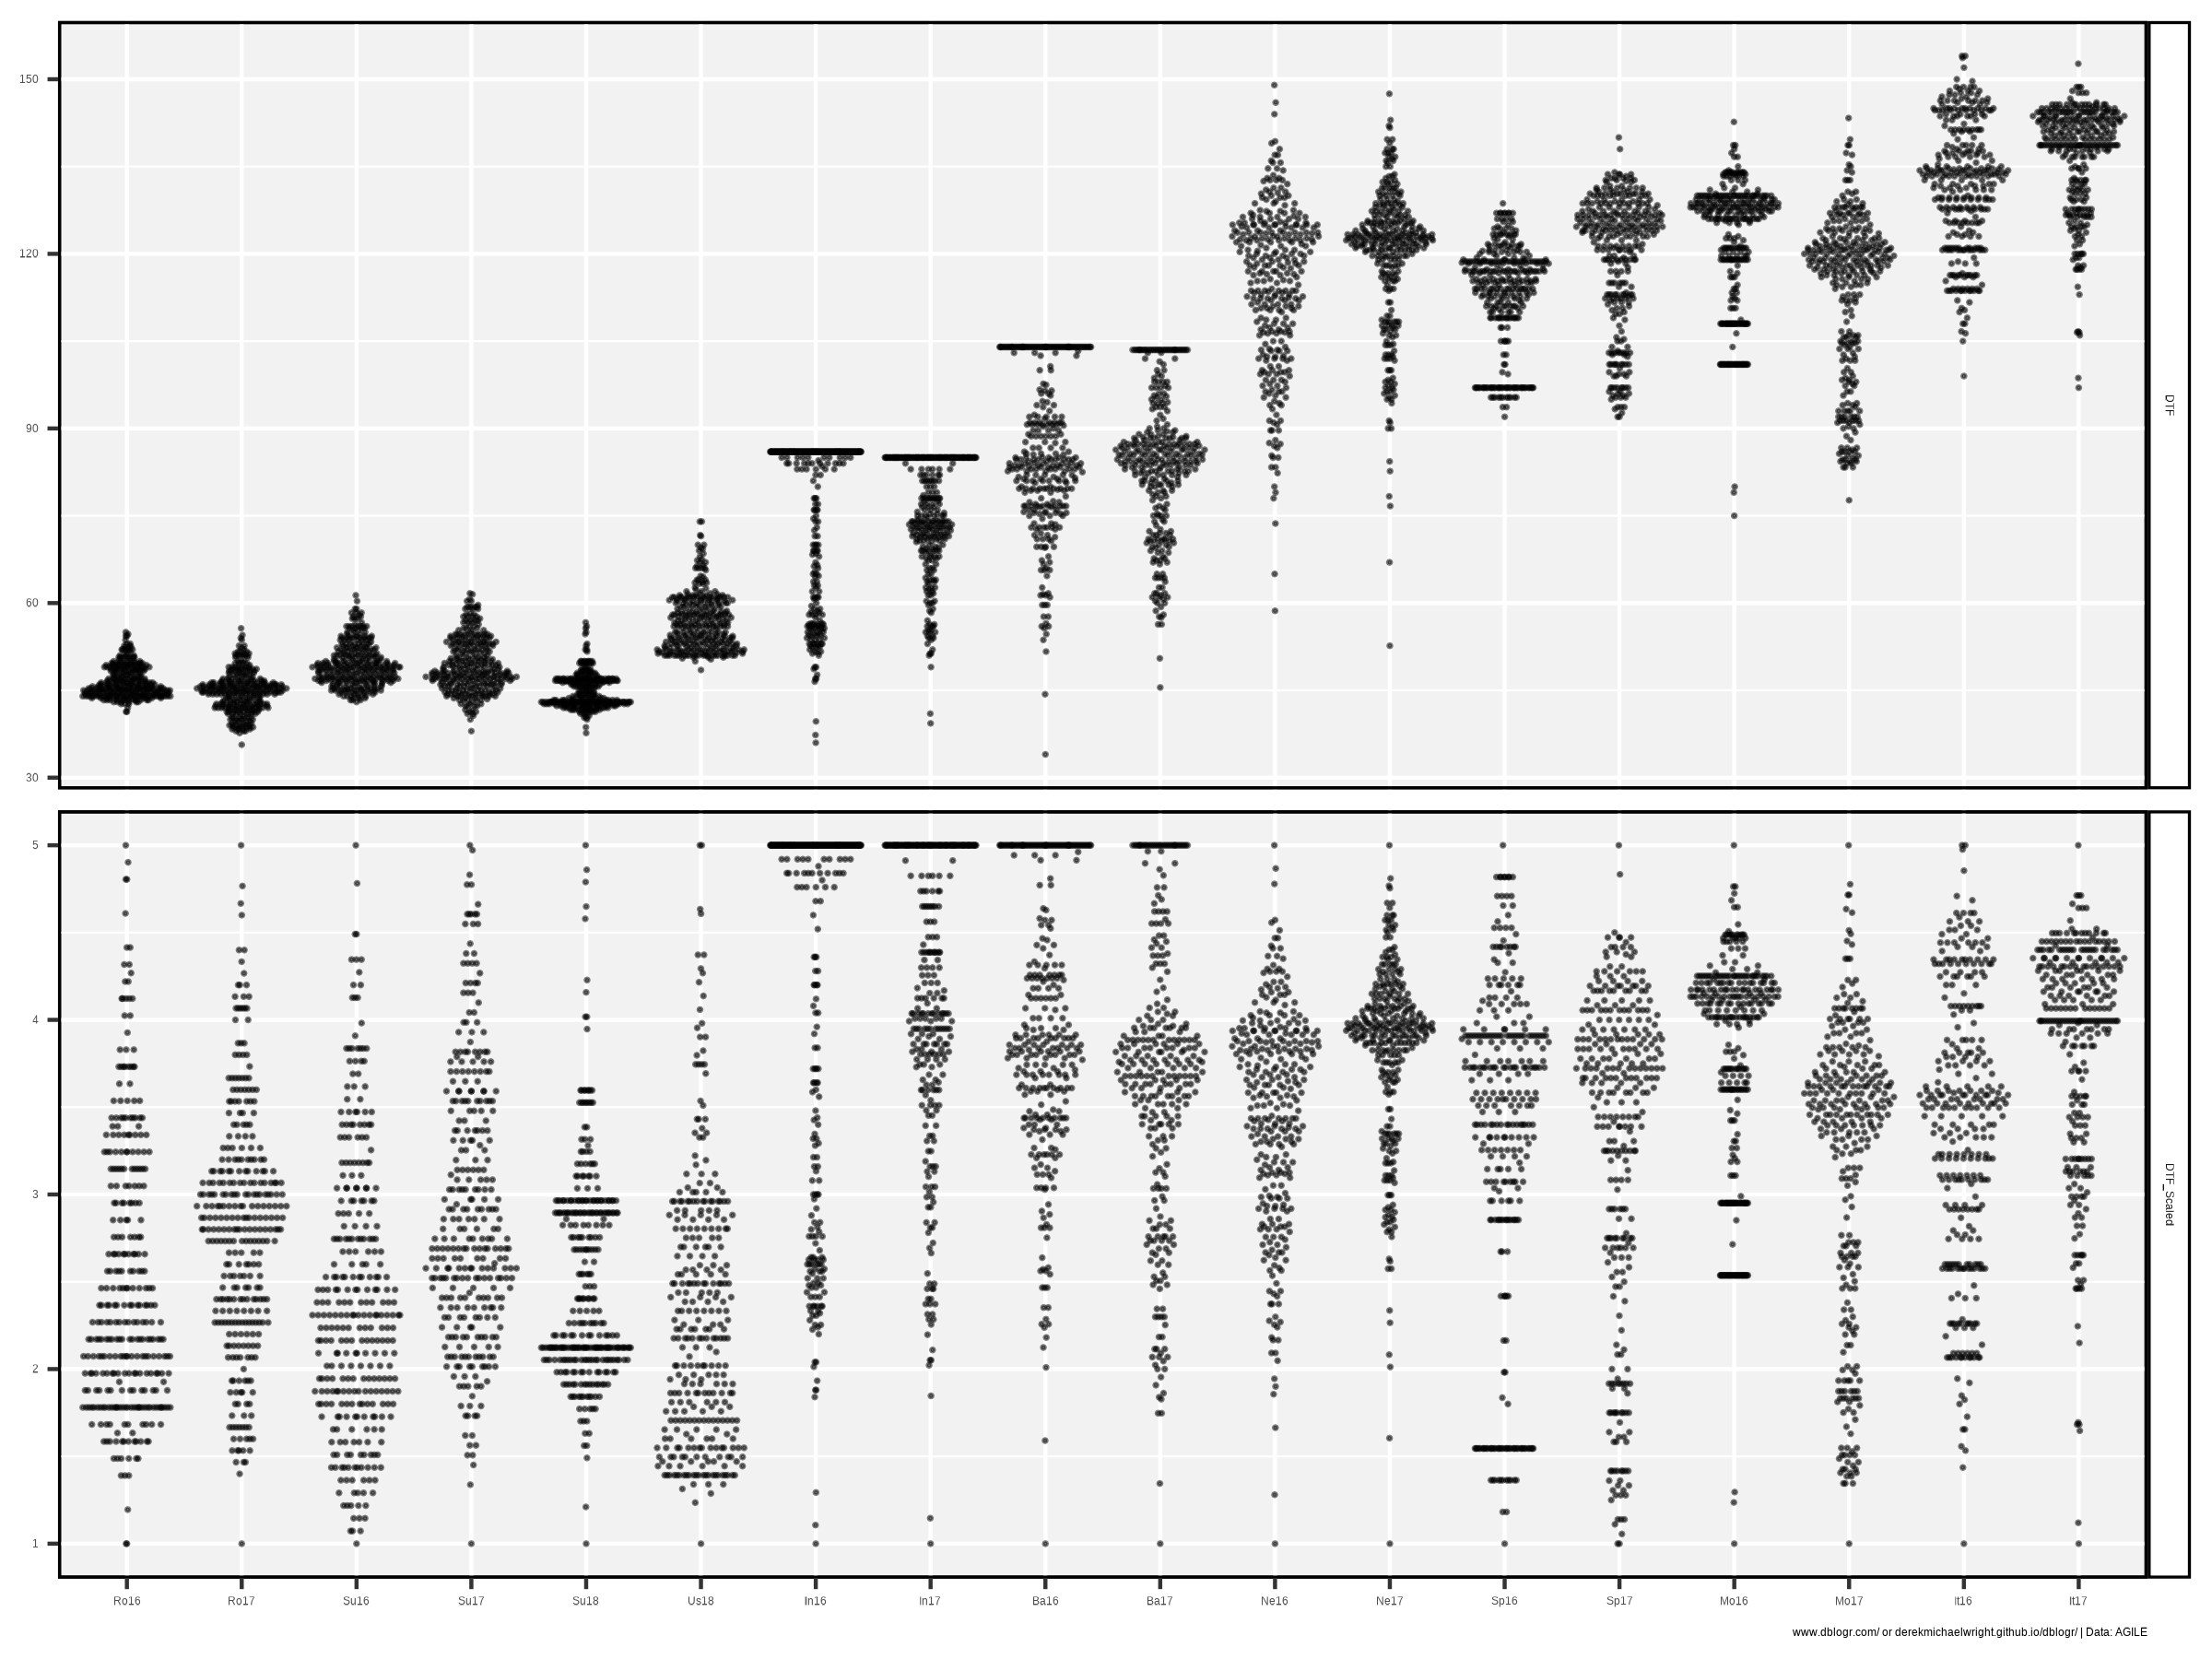 150
120
90
60
30
DTF
5
4
3
2
1
DTF_Scaled
Ro16 Ro17 Su16 Su17 Su18 Us18 In16 In17 Ba16 Ba17 Ne16 Ne17 Sp16 Sp17 Mo16 Mo17 It16 It17
www.dblogr.com/ or derekmichaelwright.github.io/dblogr/ | Data: AGILE